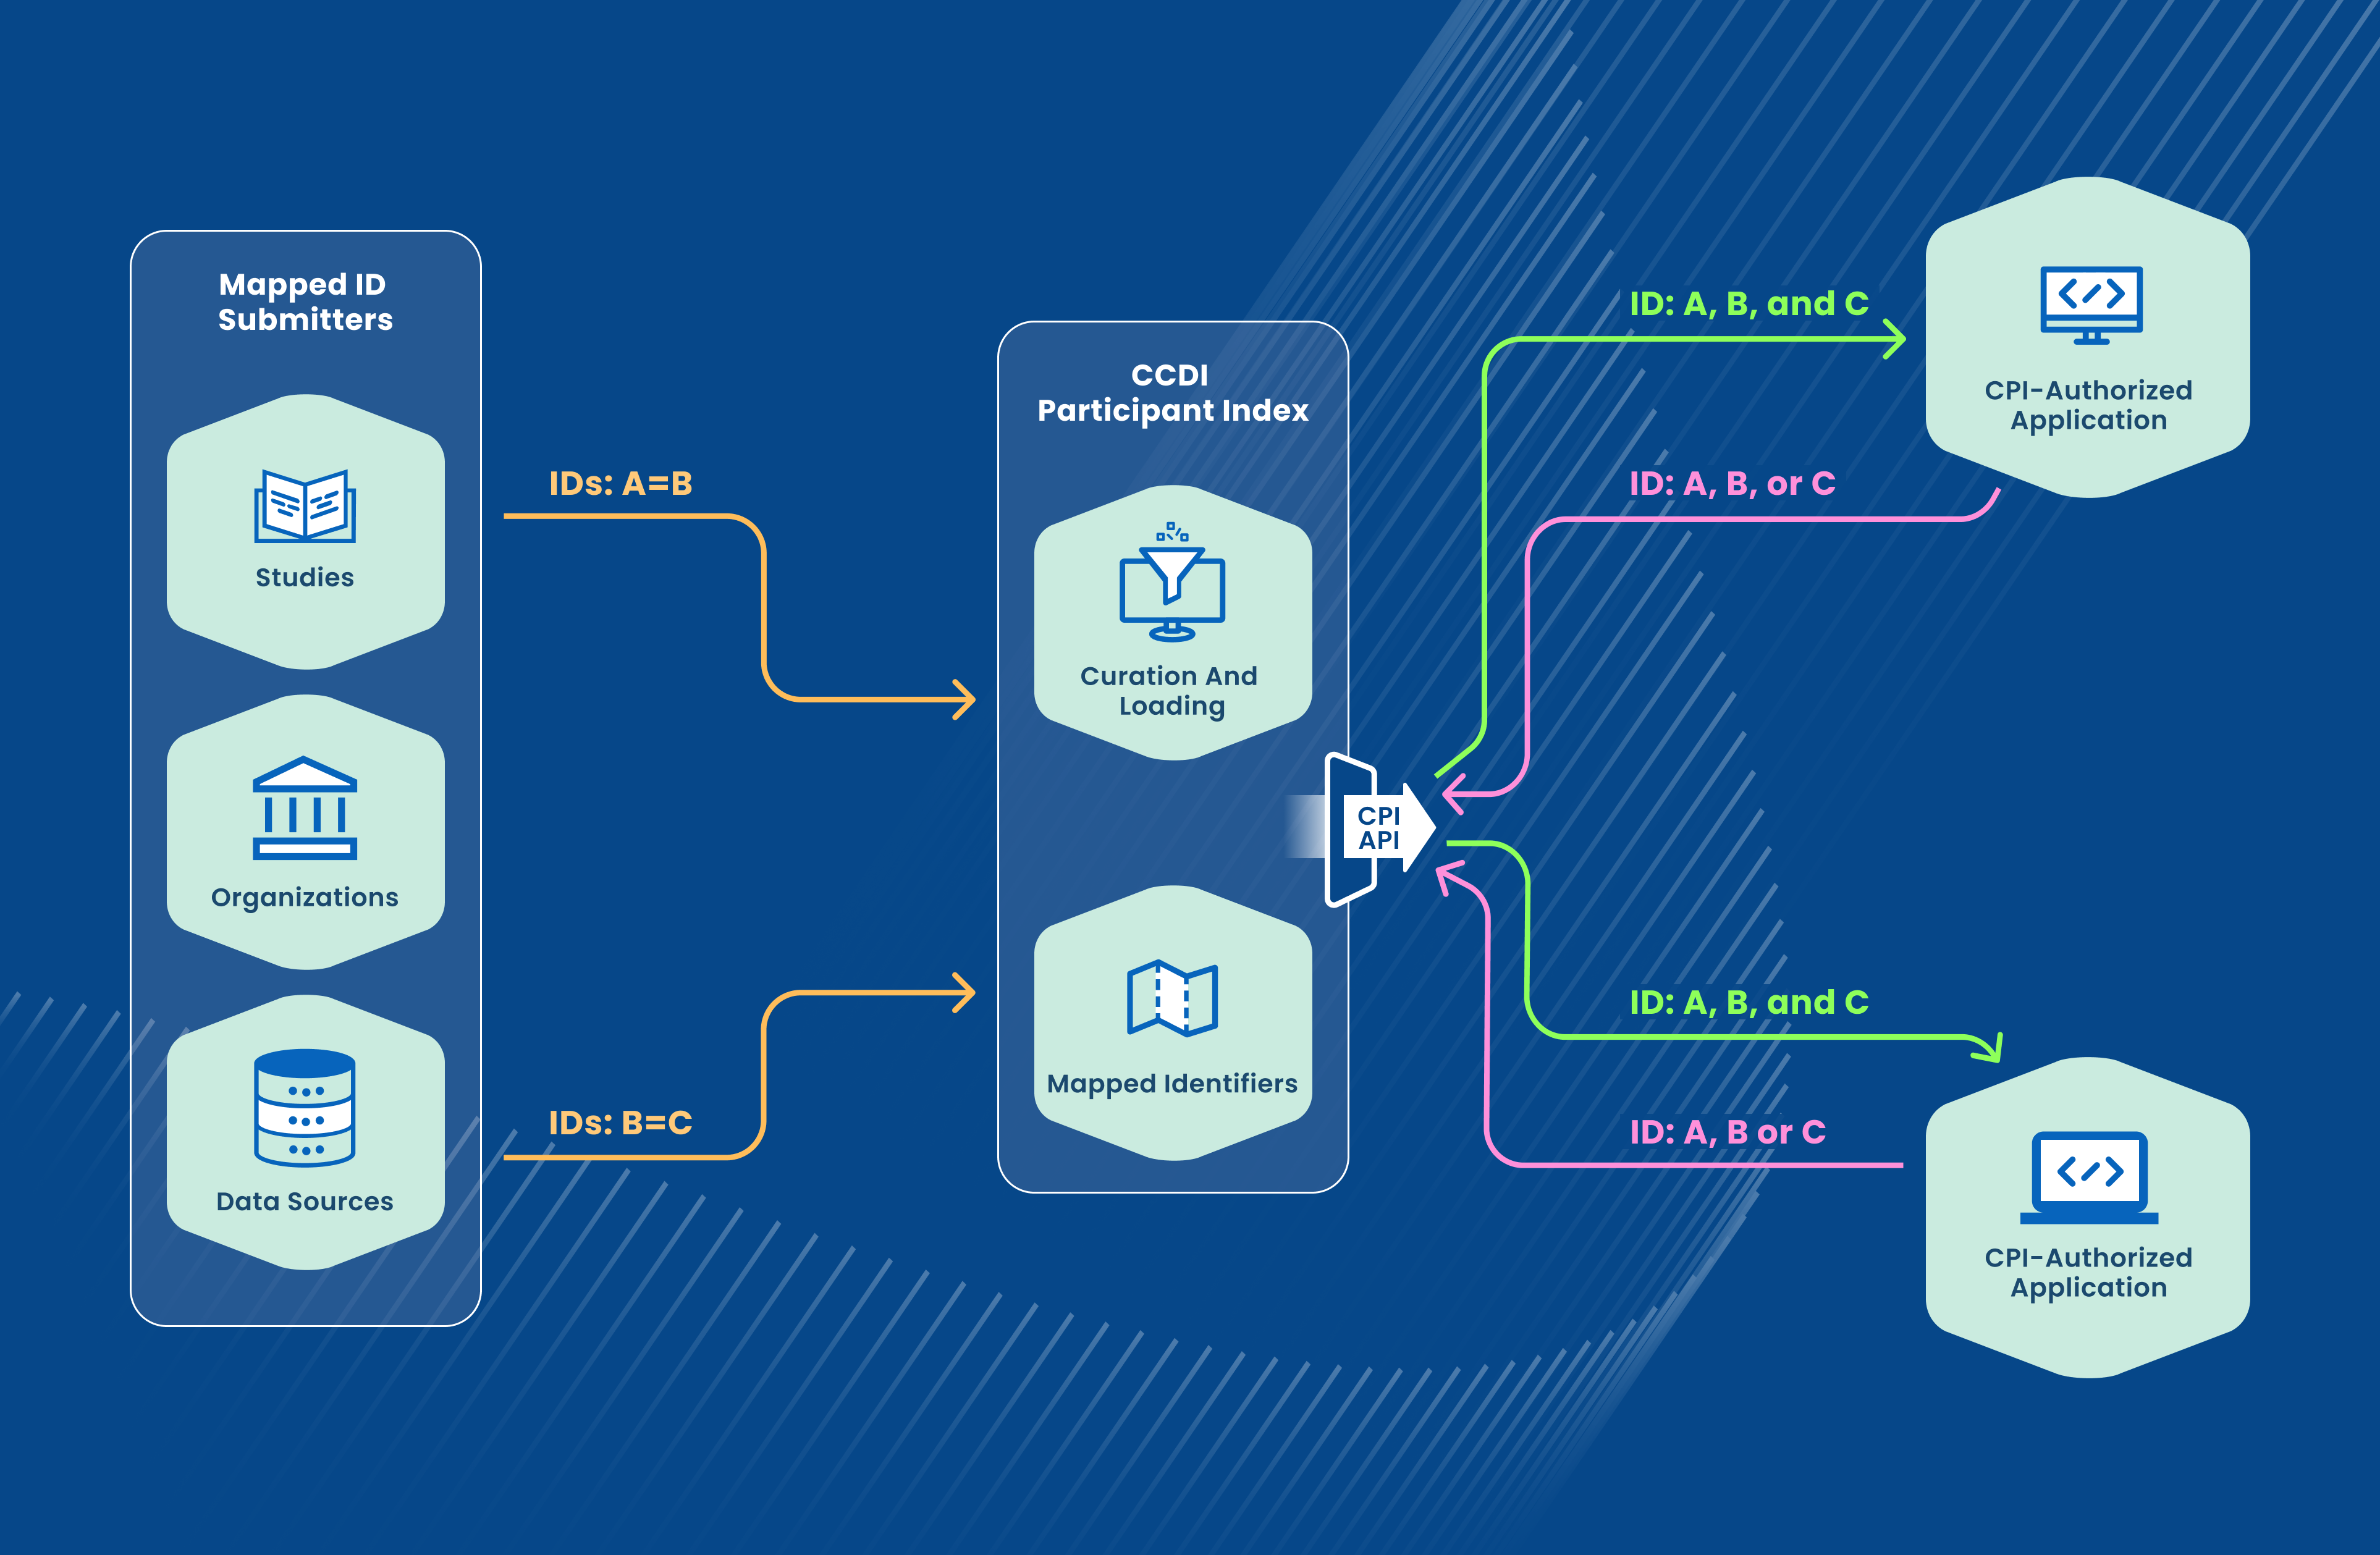 Mapped ID
Submitters
Studies
Organizations
Data Sources
IDs: A=B
IDs: B=C
CCDI
Participant Index
Curation And
Loading
Mapped Identifiers
CPI
API
ID: A, B, and C
ID: A, B, or C
ID: A, B, and C
ID: A, B or C
CPI-Authorized
Application
CPI-Authorized
Application